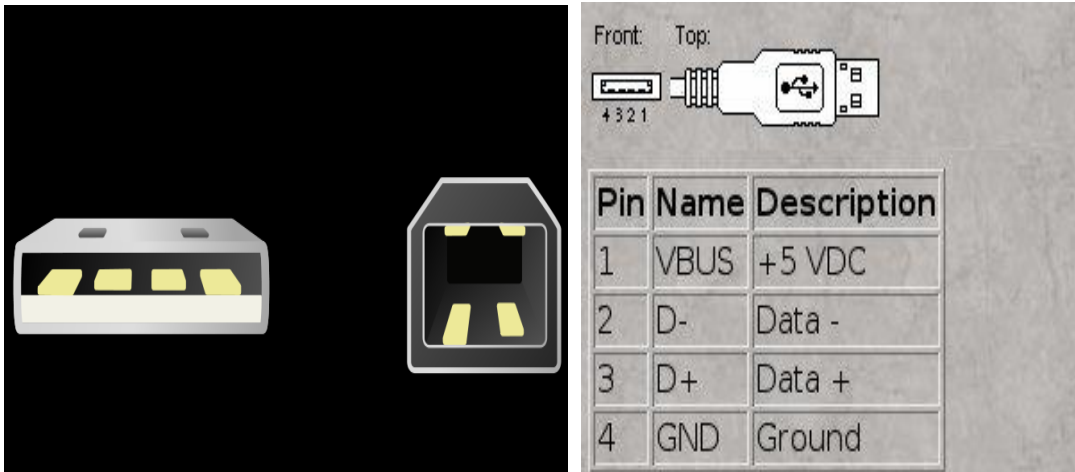 Front: Top:
4 3 2 1
Pin Name Description
1 VBUS +5 VDC
2 D- Data -
3 D+ Data +
4 GND Ground